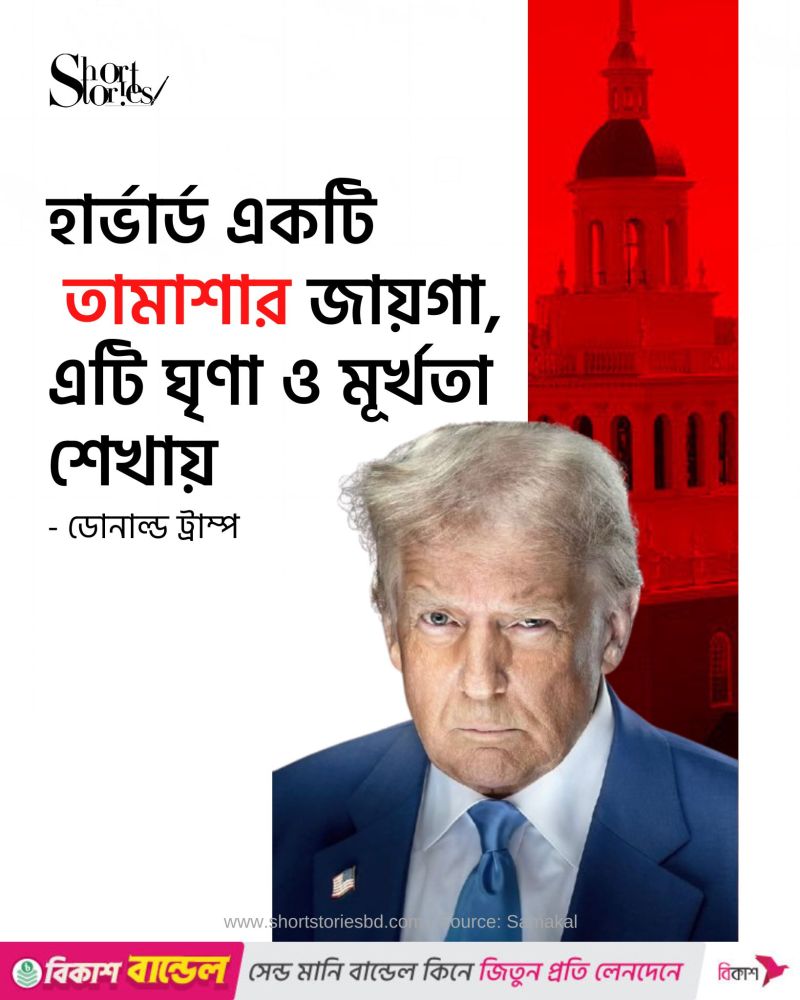 Short
Stories/
হার্ভার্ড একটি
তামাশার জায়গা,
এটি ঘৃণা ও মূর্খতা
শেখায়
- ডোনাল্ড ট্রাম্প
www.shortstoriesbd.com Source: Samakal
বিকাশ বান্ডেল সেন্ড মানি বান্ডেল কিনে জিতুন প্রতি লেনদেনে বিকাশ